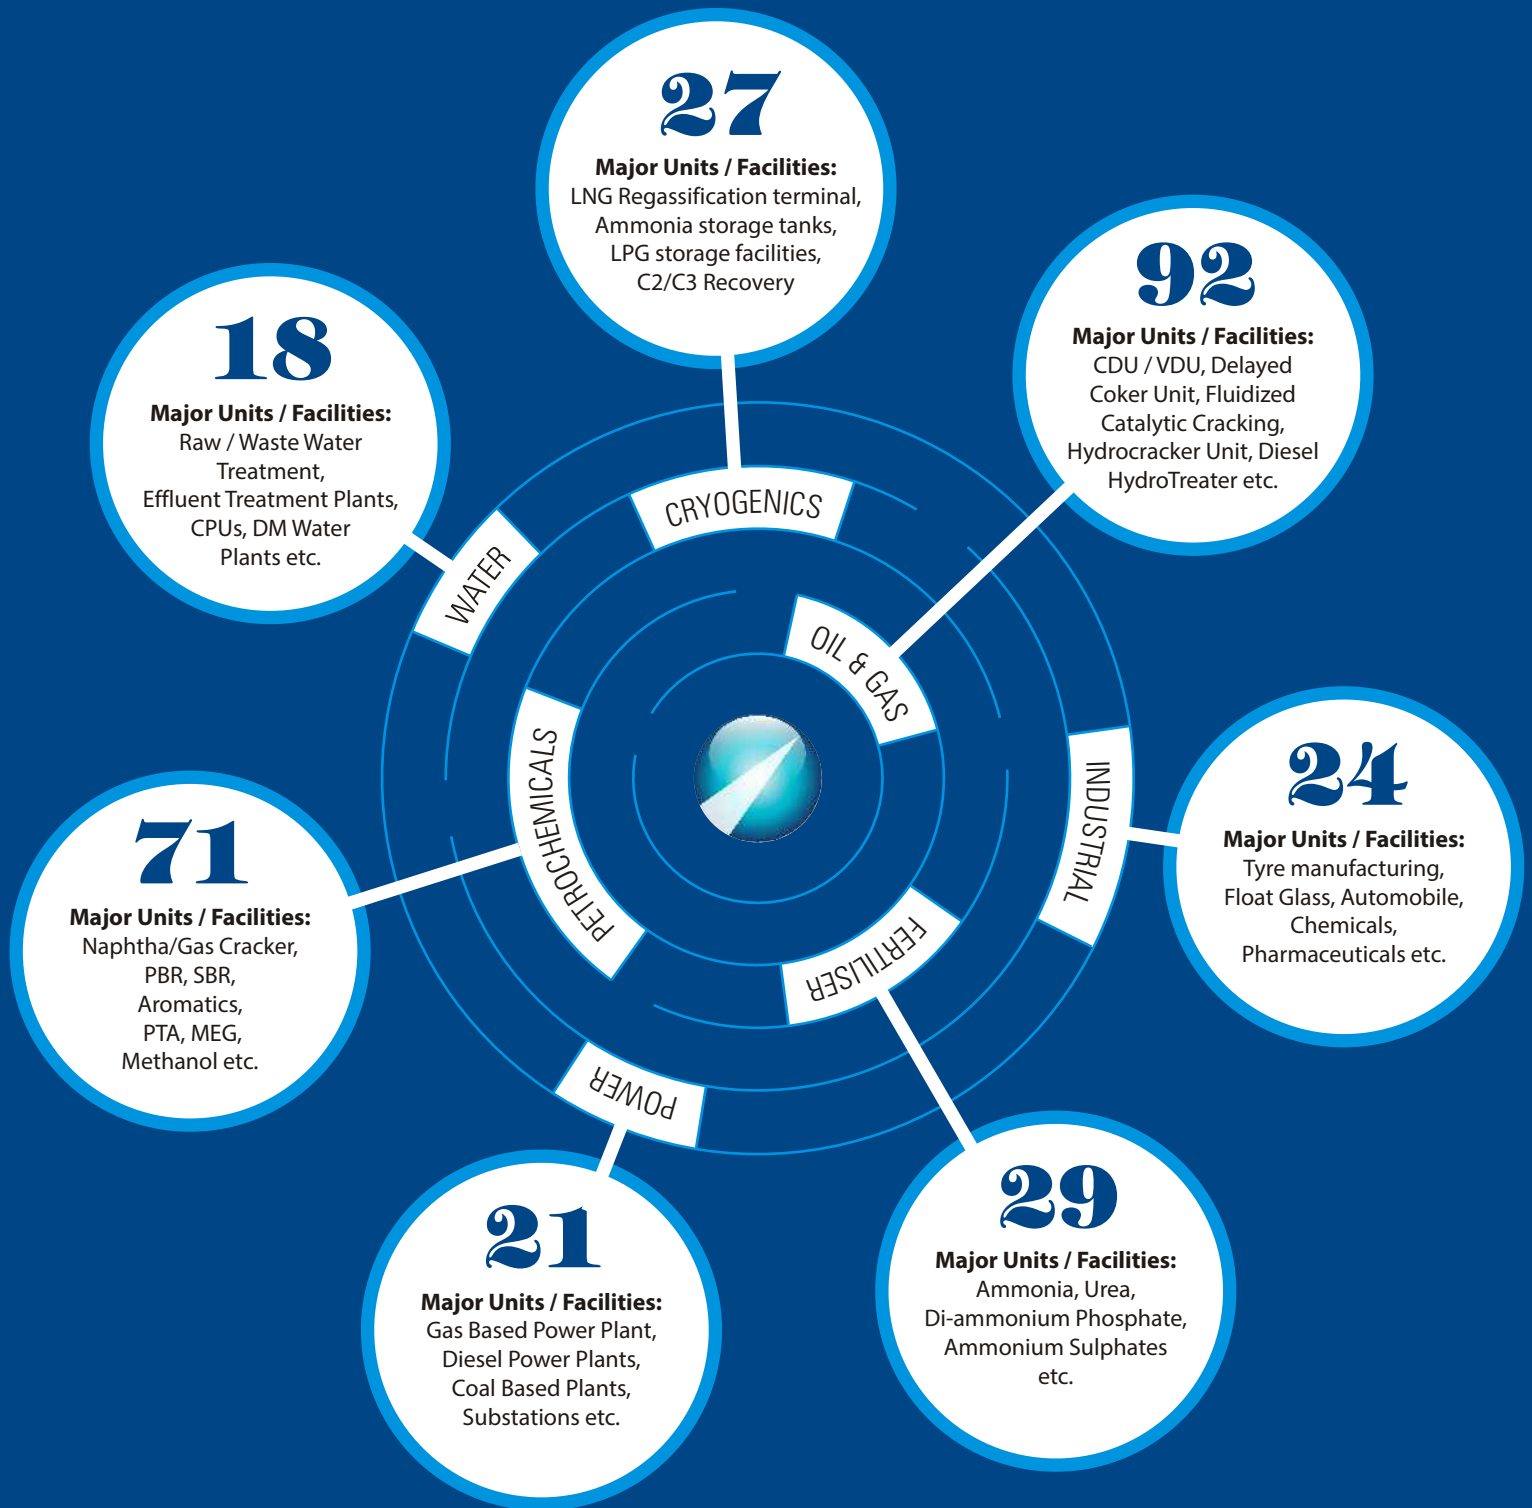 27
Major Units / Facilities:
LNG Regassification terminal,
Ammonia storage tanks,
LPG storage facilities,
C2/C3 Recovery
92
Major Units / Facilities:
CDU / VDU, Delayed
Coker Unit, Fluidized
Catalytic Cracking,
Hydrocracker Unit, Diesel
HydroTreater etc.
18
Major Units / Facilities:
Raw / Waste Water
Treatment,
Effluent Treatment Plants,
CPUs, DM Water
Plants etc.
CRYOGENICS
WATER
OIL & GAS
PETROCHEMICALS
INDUSTRIAL
FERTILISER
POWER
24
Major Units / Facilities:
Tyre manufacturing,
Float Glass, Automobile,
Chemicals,
Pharmaceuticals etc.
71
Major Units / Facilities:
Naphtha/Gas Cracker,
PBR, SBR,
Aromatics,
PTA, MEG,
Methanol etc.
21
Major Units / Facilities:
Gas Based Power Plant,
Diesel Power Plants,
Coal Based Plants,
Substations etc.
29
Major Units / Facilities:
Ammonia, Urea,
Di-ammonium Phosphate,
Ammonium Sulphates
etc.